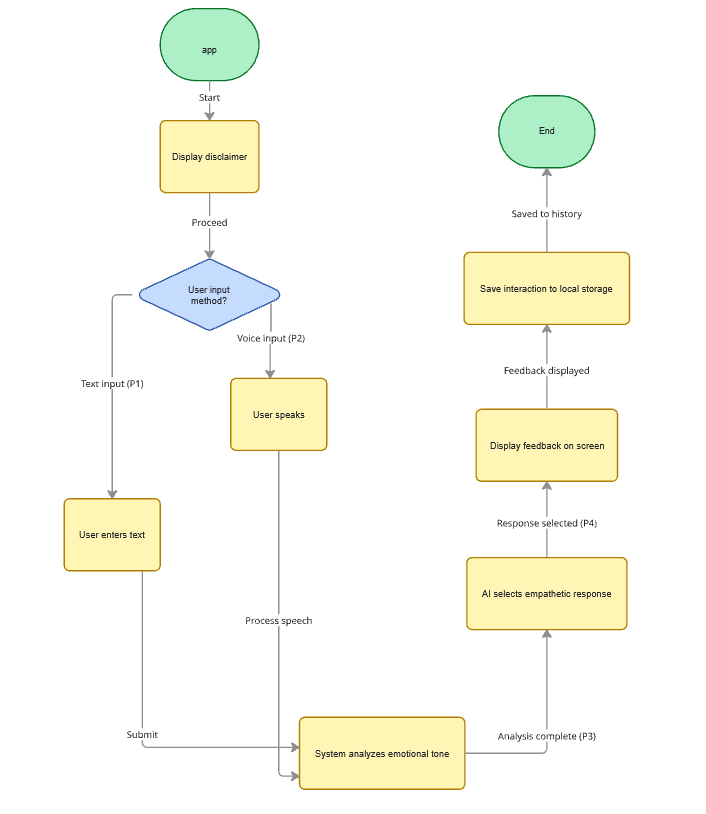 app
Start
Display disclaimer
Proceed
User input
method?
Voice input (P2)
Text input (P1)
User speaks
User enters text
Process speech
Submit
System analyzes emotional tone
Analysis complete (P3)
AI selects empathetic response
Response selected (P4)
Display feedback on screen
Feedback displayed
Save interaction to local storage
Saved to history
End